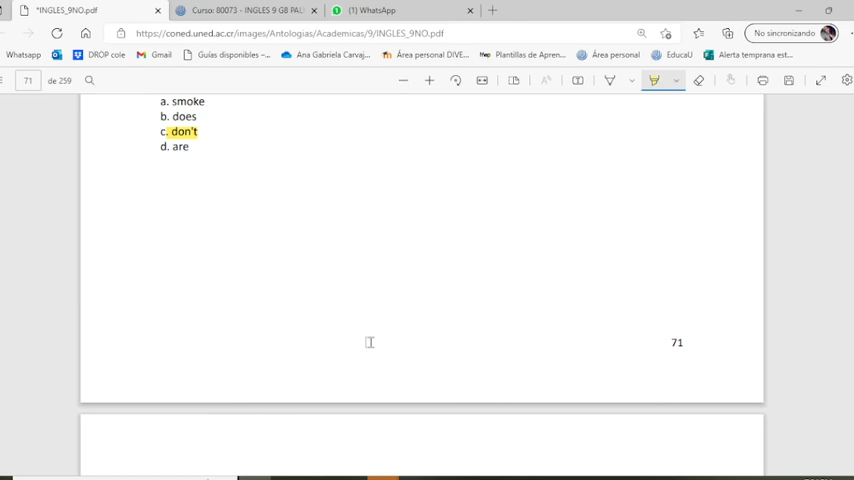 *INGLES_9NO.pdf
Curso: 80073 - INGLES 9 G8 PAL
(1) WhatsApp
https://coned.uned.ac.cr/images/Antologias/Academicas/9/INGLES_9NO.pdf
No sincronizando
Whatsapp
DROP cole
Gmail
Guías disponibles –...
Ana Gabriela Carvaj...
Área personal DIVE...
Plantillas de Apren...
Área personal
EducaU
Alerta temprana est...
71
de 259
a. smoke
b. does
c. don't
d. are
71